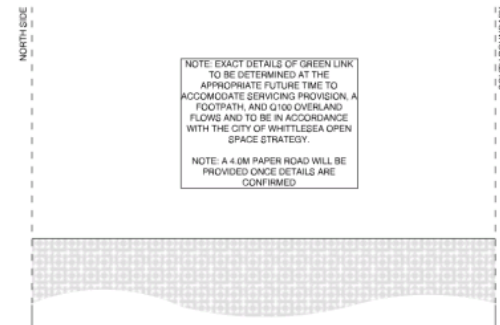 NORTH SIDE
NOTE: EXACT DETAILS OF GREEN LINK
TO BE DETERMINED AT THE
APPROPRIATE FUTURE TIME TO
ACCOMODATE SERVICING PROVISION, A
FOOTPATH, AND Q100 OVERLAND
FLOWS AND TO BE IN ACCORDANCE
WITH THE CITY OF WHITTLESEA OPEN
SPACE STRATEGY.
NOTE: A 4.0M PAPER ROAD WILL BE
PROVIDED ONCE DETAILS ARE
CONFIRMED